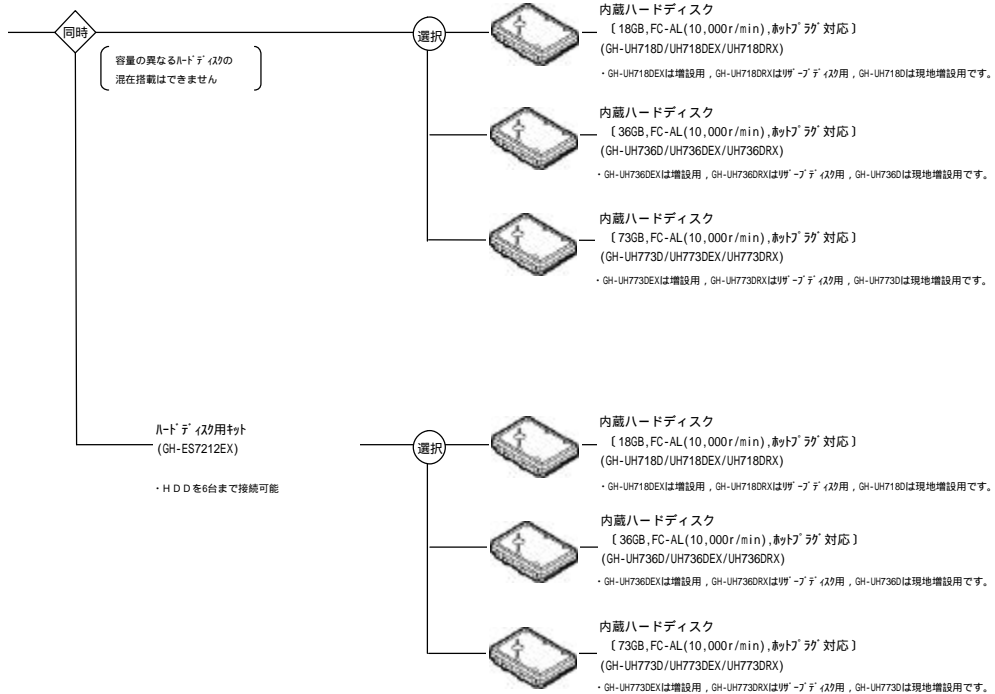 同時
容量の異なるﾊｰﾄﾞﾃﾞｨｽｸの
混在搭載はできません
選択
内蔵ハードディスク
〔18GB,FC-AL(10,000r/min),ﾎｯﾄﾌﾟﾗｸﾞ対応〕
(GH-UH718D/UH718DEX/UH718DRX)
・GH-UH718DEXは増設用，GH-UH718DRXはﾘｻﾞｰﾌﾞﾃﾞｨｽｸ用，GH-UH718Dは現地増設用です。
内蔵ハードディスク
〔36GB,FC-AL(10,000r/min),ﾎｯﾄﾌﾟﾗｸﾞ対応〕
(GH-UH736D/UH736DEX/UH736DRX)
・GH-UH736DEXは増設用，GH-UH736DRXはﾘｻﾞｰﾌﾞﾃﾞｨｽｸ用，GH-UH736Dは現地増設用です。
内蔵ハードディスク
〔73GB,FC-AL(10,000r/min),ﾎｯﾄﾌﾟﾗｸﾞ対応〕
(GH-UH773D/UH773DEX/UH773DRX)
・GH-UH773DEXは増設用，GH-UH773DRXはﾘｻﾞｰﾌﾞﾃﾞｨｽｸ用，GH-UH773Dは現地増設用です。
ﾊｰﾄﾞﾃﾞｨｽｸ用ｷｯﾄ
(GH-ES7212EX)
・ＨＤＤを6台まで接続可能
選択
内蔵ハードディスク
〔18GB,FC-AL(10,000r/min),ﾎｯﾄﾌﾟﾗｸﾞ対応〕
(GH-UH718D/UH718DEX/UH718DRX)
・GH-UH718DEXは増設用，GH-UH718DRXはﾘｻﾞｰﾌﾞﾃﾞｨｽｸ用，GH-UH718Dは現地増設用です。
内蔵ハードディスク
〔36GB,FC-AL(10,000r/min),ﾎｯﾄﾌﾟﾗｸﾞ対応〕
(GH-UH736D/UH736DEX/UH736DRX)
・GH-UH736DEXは増設用，GH-UH736DRXはﾘｻﾞｰﾌﾞﾃﾞｨｽｸ用，GH-UH736Dは現地増設用です。
内蔵ハードディスク
〔73GB,FC-AL(10,000r/min),ﾎｯﾄﾌﾟﾗｸﾞ対応〕
(GH-UH773D/UH773DEX/UH773DRX)
・GH-UH773DEXは増設用，GH-UH773DRXはﾘｻﾞｰﾌﾞﾃﾞｨｽｸ用，GH-UH773Dは現地増設用です。